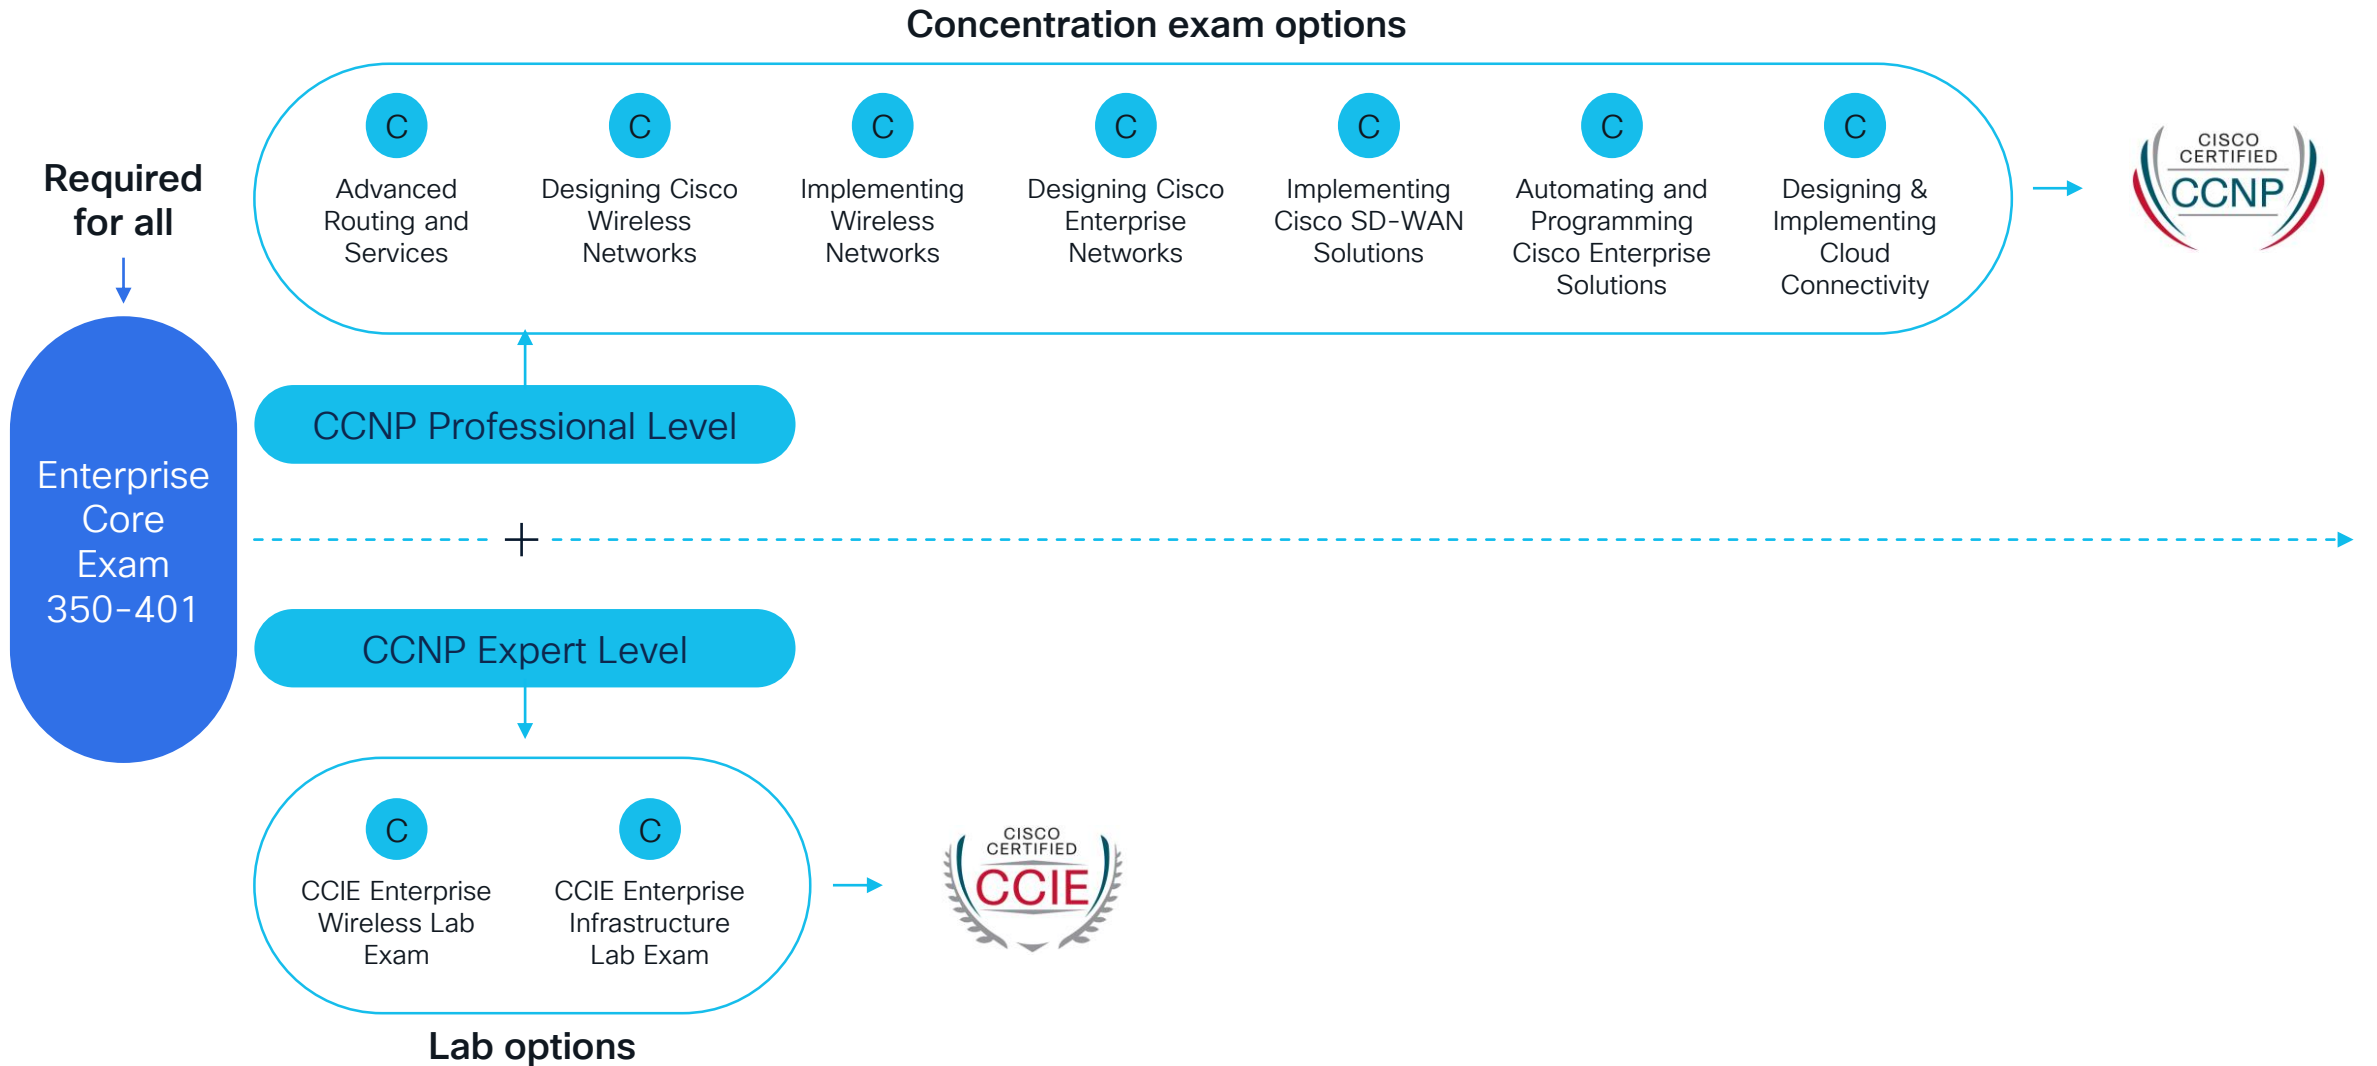 Concentration exam options
Required
for all
Enterprise
Core
Exam
350-401
C
Advanced
Routing and
Services
C
Designing Cisco
Wireless
Networks
C
Implementing
Wireless
Networks
C
Designing Cisco
Enterprise
Networks
C
Implementing
Cisco SD-WAN
Solutions
C
Automating and
Programming
Cisco Enterprise
Solutions
C
Designing &
Implementing
Cloud
Connectivity
CISCO
CERTIFIED
CCNP
CCNP Professional Level
+
CCNP Expert Level
C
CCIE Enterprise
Wireless Lab
Exam
C
CCIE Enterprise
Infrastructure
Lab Exam
CISCO
CERTIFIED
CCIE
Lab options